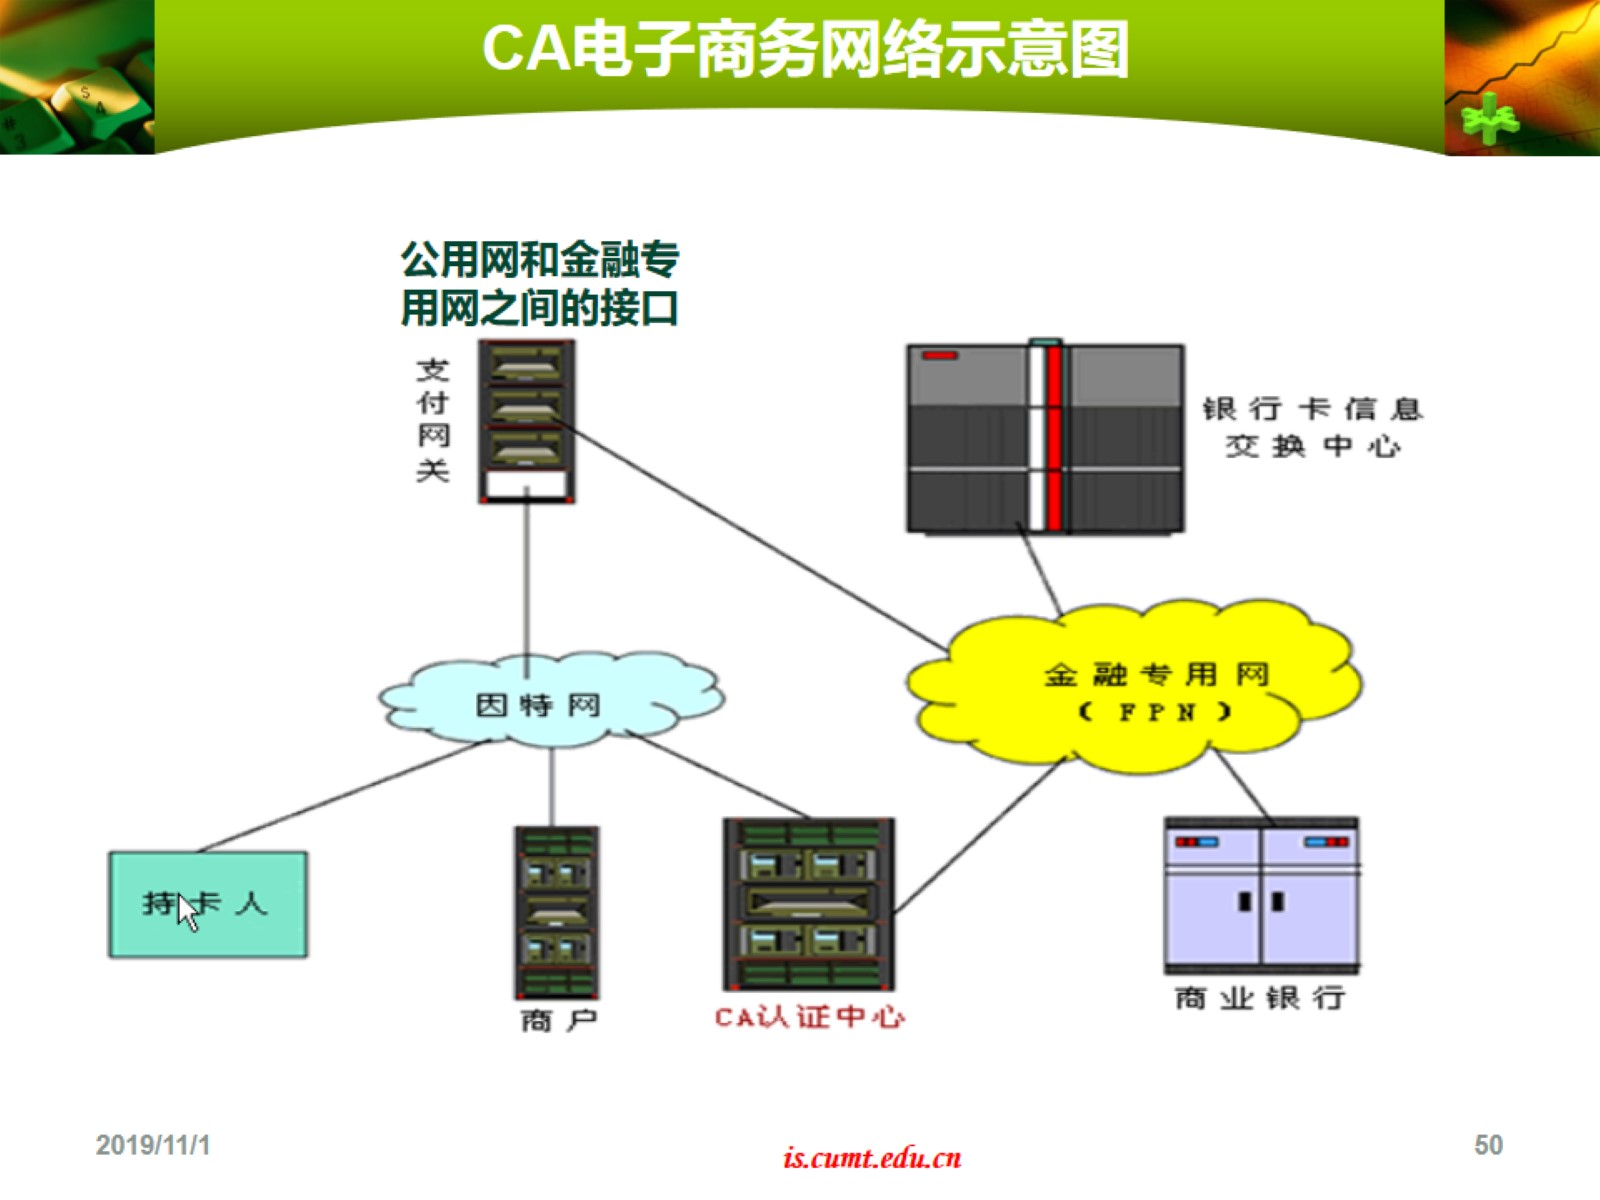 CA电子商务网络示意图
公用网和金融专
用网之间的接口
支付网关
银行卡信息
交换中心
因特网
金融专用网
(FPN)
持卡人
商户
CA认证中心
商业银行
2019/11/1
is.cumt.edu.cn
50
$
4
#
3